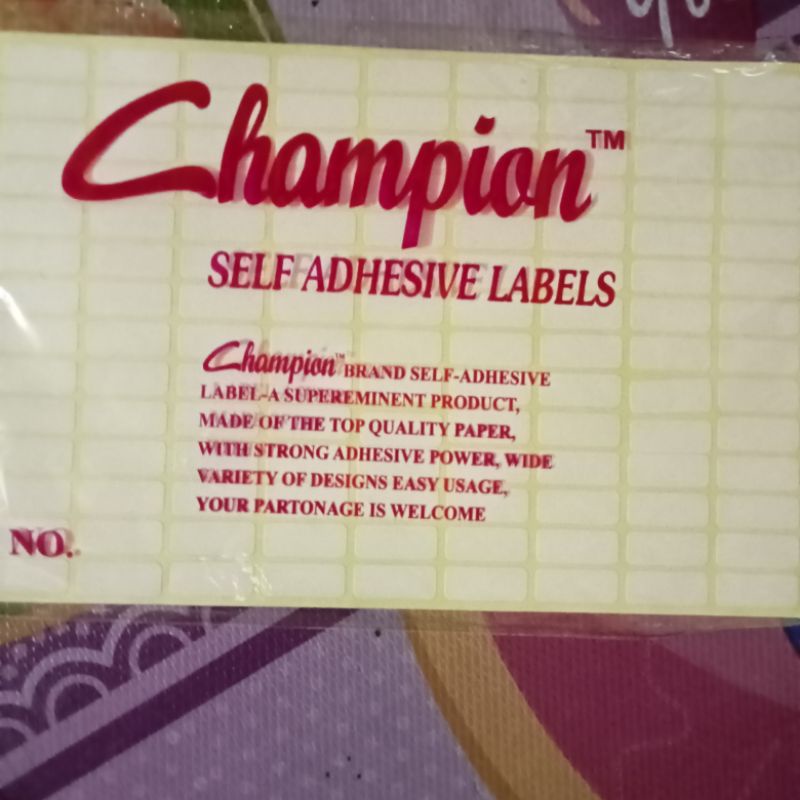 Champion™
SELF ADHESIVE LABELS
Champion™ BRAND SELF-ADHESIVE
LABEL-A SUPEREMINENT PRODUCT,
MADE OF THE TOP QUALITY PAPER,
WITH STRONG ADHESIVE POWER, WIDE
VARIETY OF DESIGNS EASY USAGE,
YOUR PARTONAGE IS WELCOME
NO.